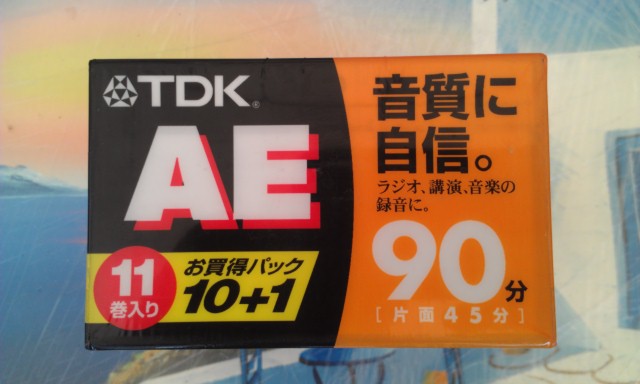 TDK®
AE
11
巻入り
お買得パック
10+1
音質に
自信。
ラジオ、講演、音楽の
録音に。
90分
[片面45分]